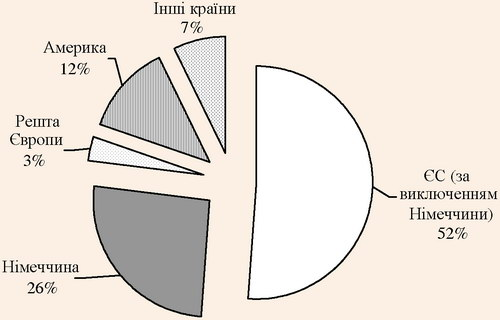 Інші країни
7%
Америка
12%
Решта
Європи
3%
ЄС (за
виключенням
Німеччини)
52%
Німеччина
26%